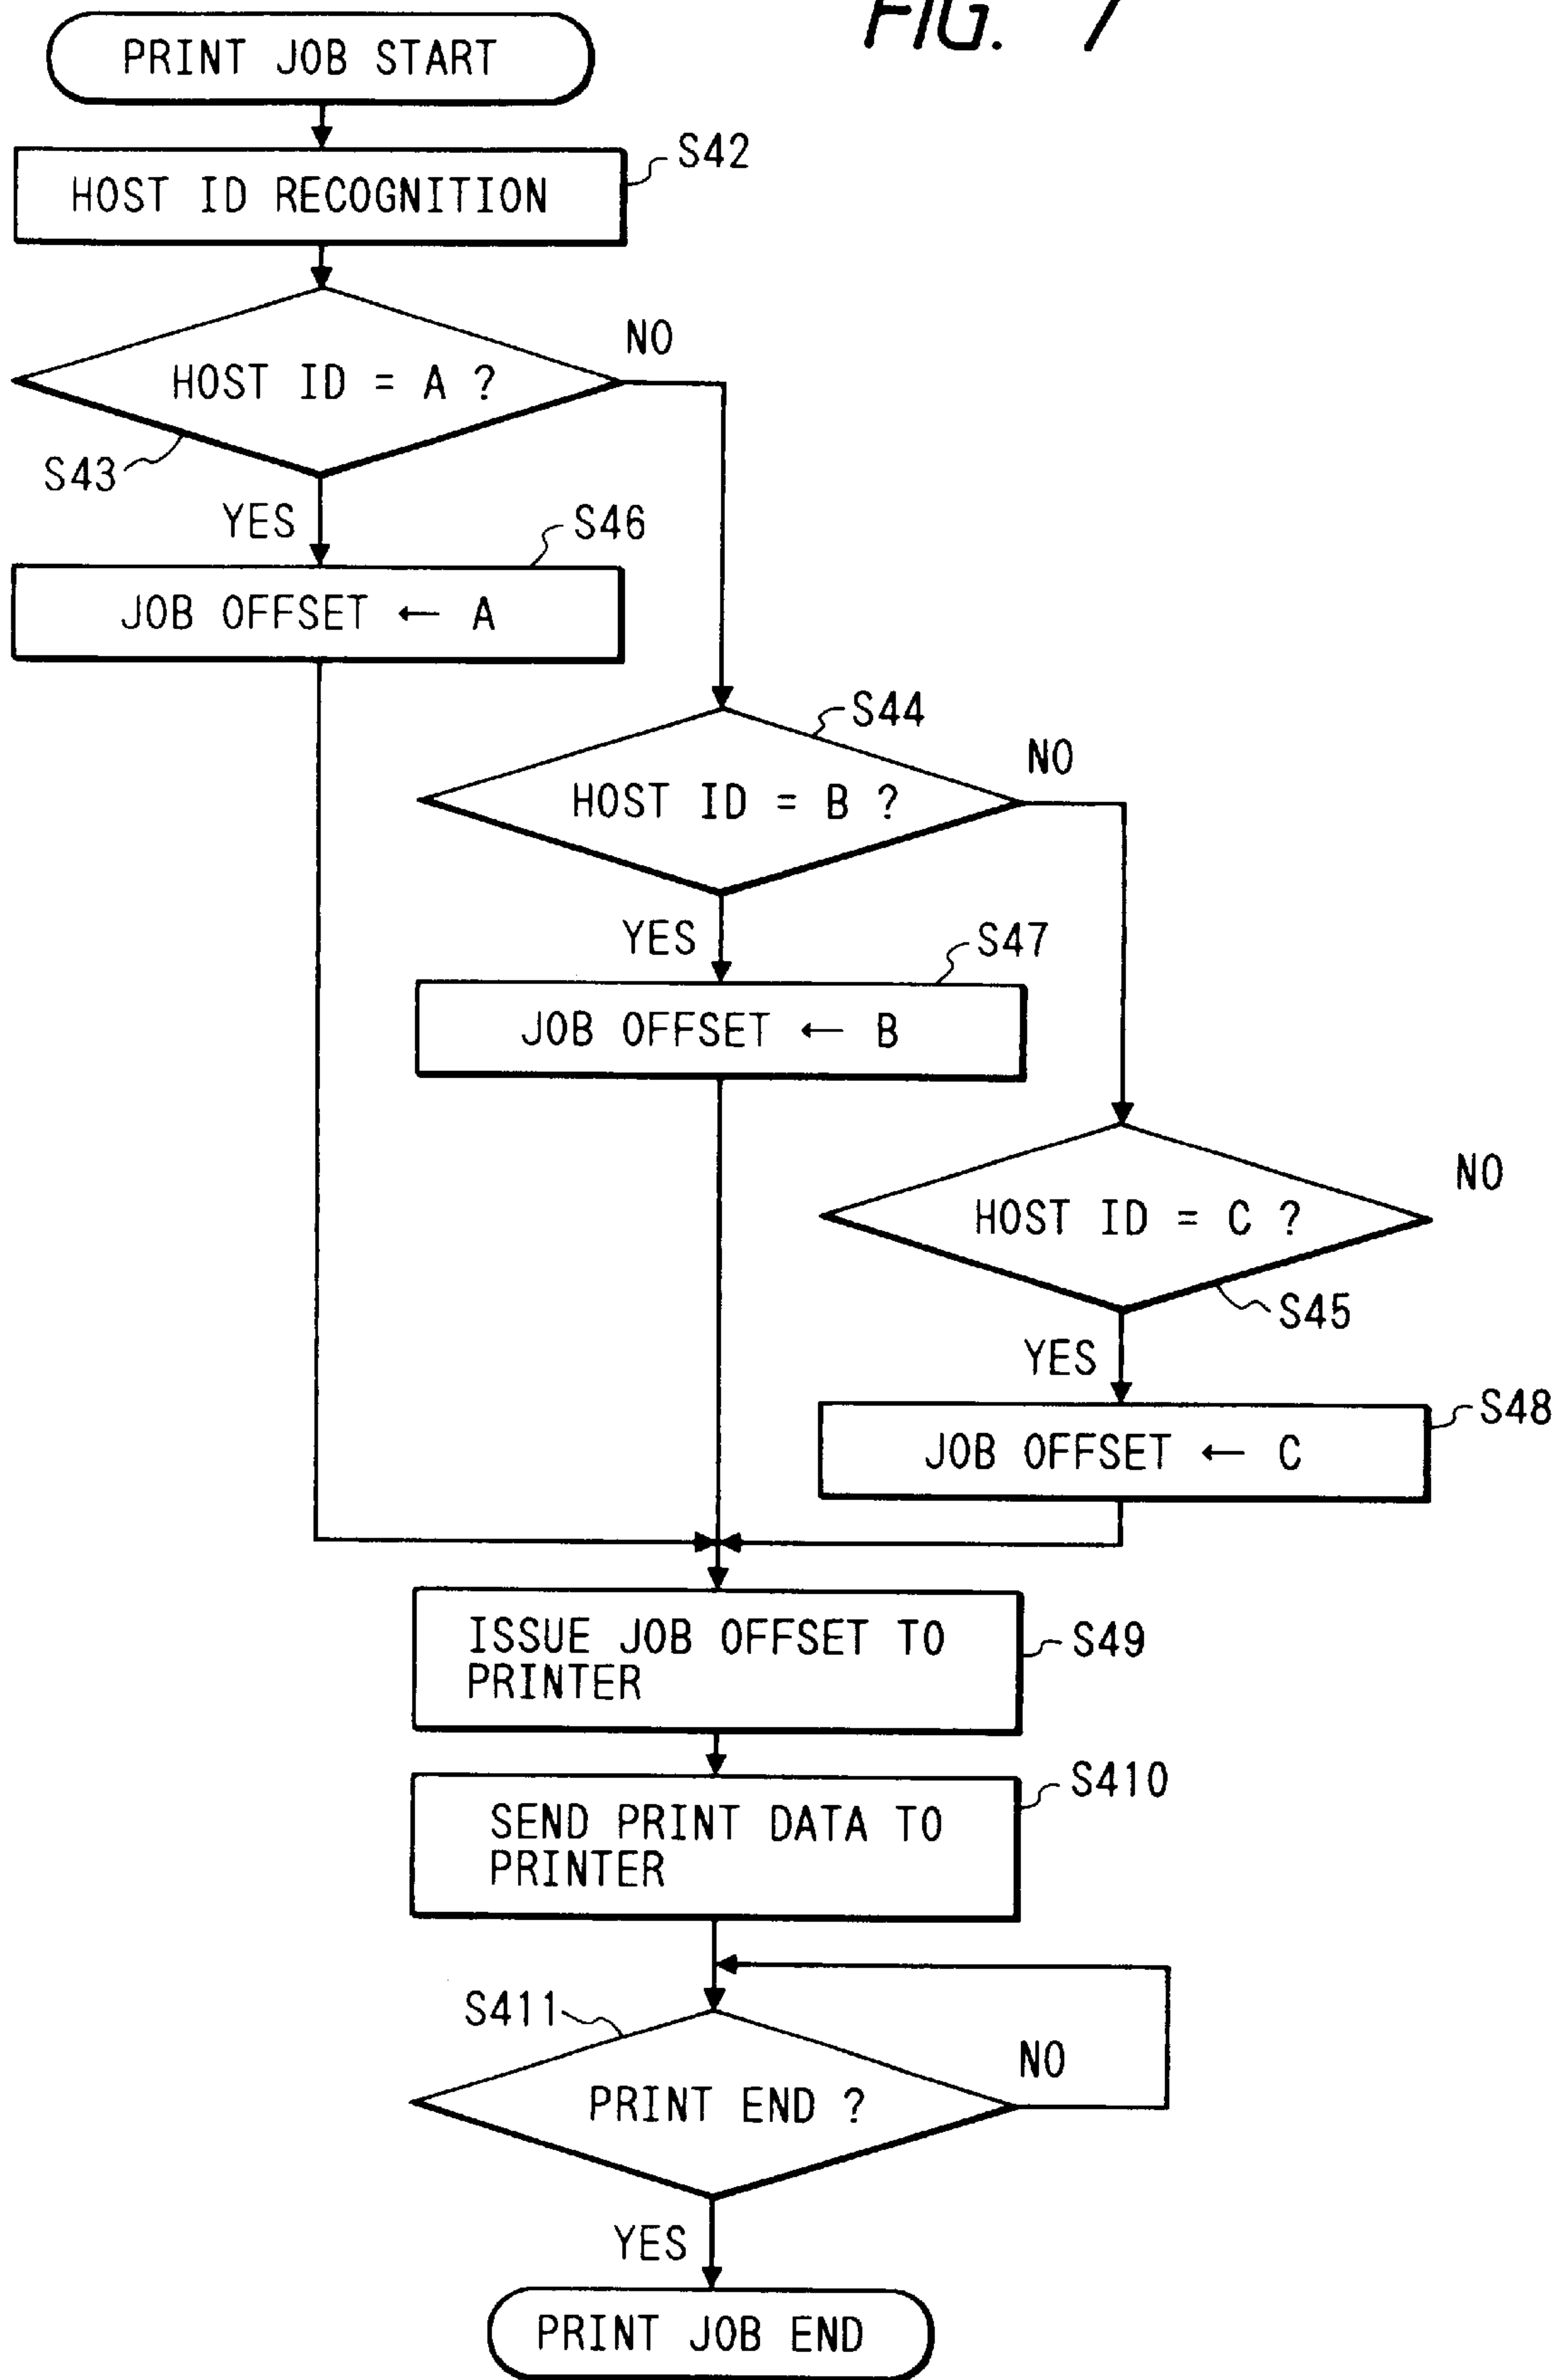 FIG. 7
PRINT JOB START
S42
HOST ID RECOGNITION
NO
HOST ID = A ?
S43
YES
S46
JOB OFFSET ← A
S44
NO
HOST ID = B ?
YES
S47
JOB OFFSET ← B
NO
HOST ID = C ?
S45
YES
S48
JOB OFFSET ← C
ISSUE JOB OFFSET TO
PRINTER
S49
S410
SEND PRINT DATA TO
PRINTER
S411
NO
PRINT END ?
YES
PRINT JOB END